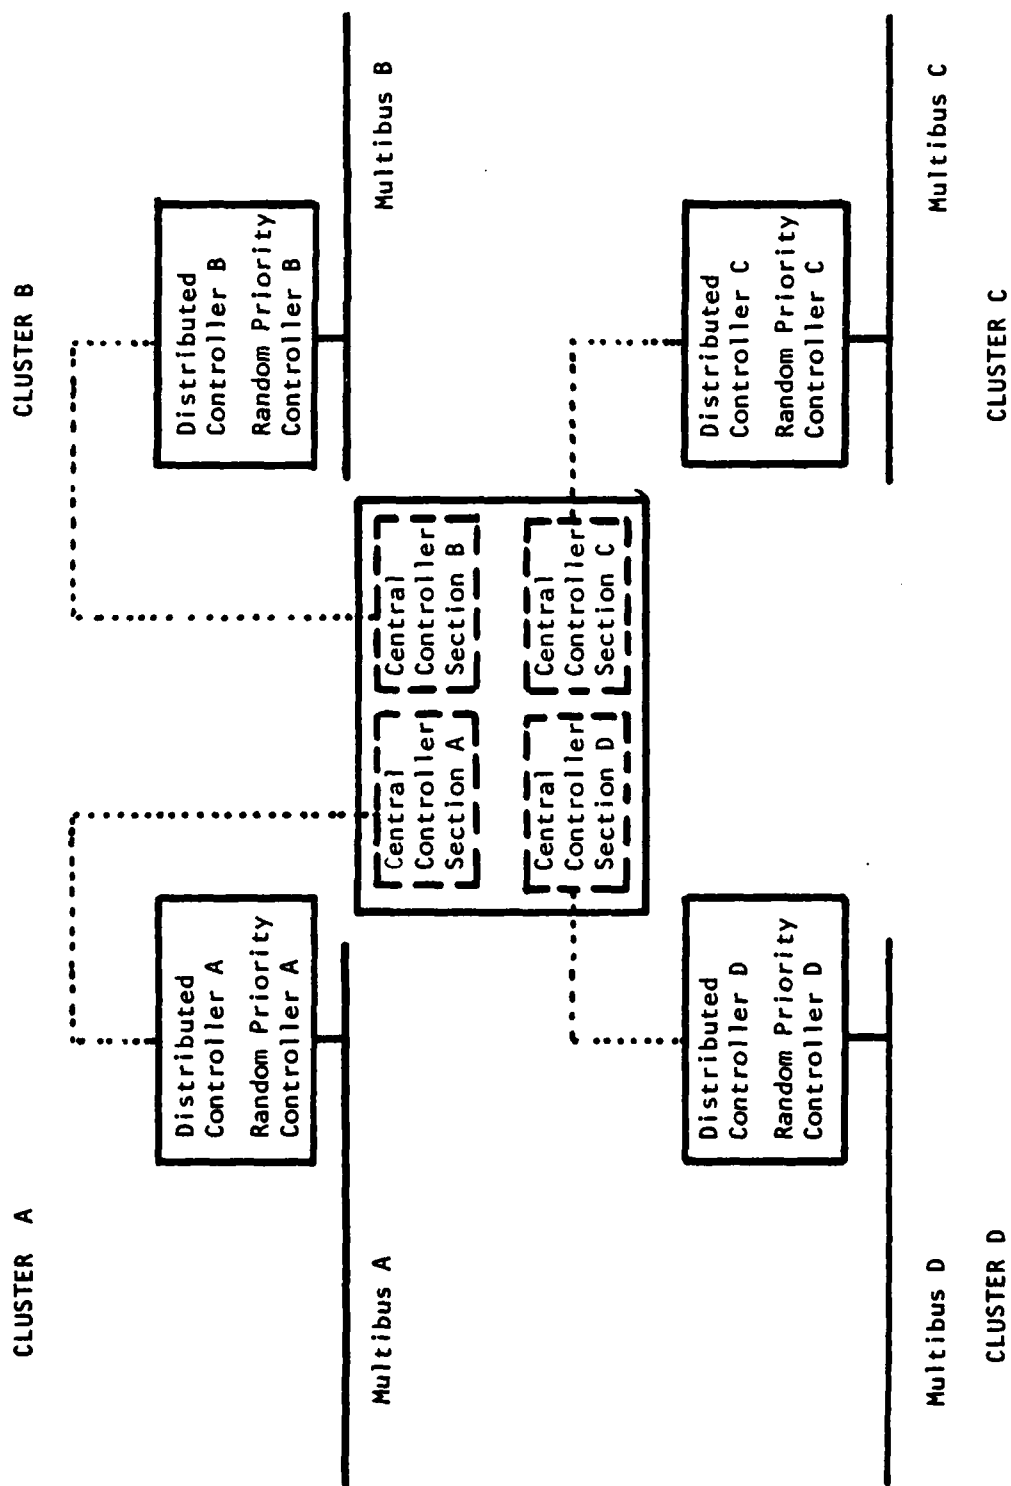 CLUSTER A
CLUSTER B
Distributed
Controller A
Random Priority
Controller A
Distributed
Controller B
Random Priority
Controller B
Multibus A
Multibus B
Central
Controller
Section A
Central
Controller
Section B
Central
Controller
Section D
Central
Controller
Section C
Distributed
Controller D
Random Priority
Controller D
Distributed
Controller C
Random Priority
Controller C
Multibus D
Multibus C
CLUSTER D
CLUSTER C